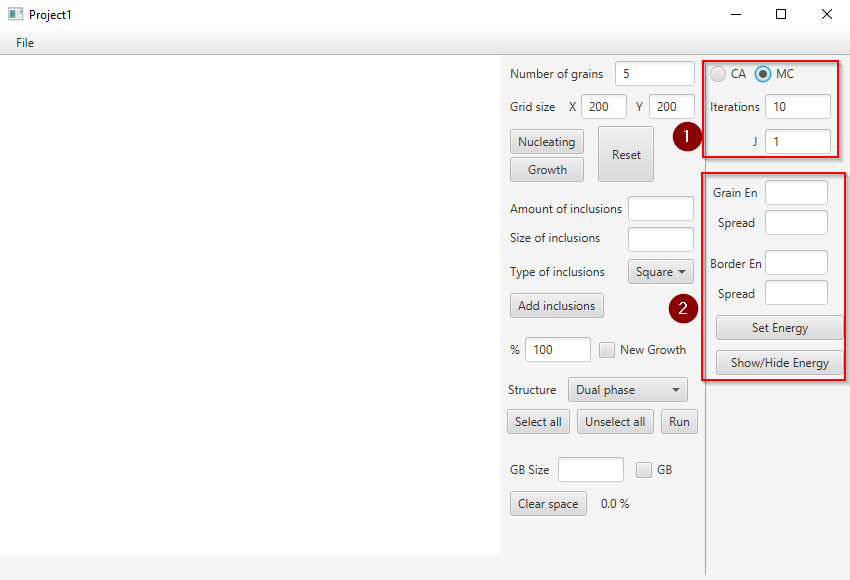 Project1
File
Number of grains 5
Grid size X 200 Y 200
Nucleating
Growth
Reset
Amount of inclusions
Size of inclusions
Type of inclusions Square
Add inclusions
% 100 New Growth
Structure Dual phase
Select all Unselect all Run
GB Size GB
Clear space 0.0 %
CA MC
Iterations 10
J 1
1
Grain En
Spread
Border En
Spread
Set Energy
Show/Hide Energy
2